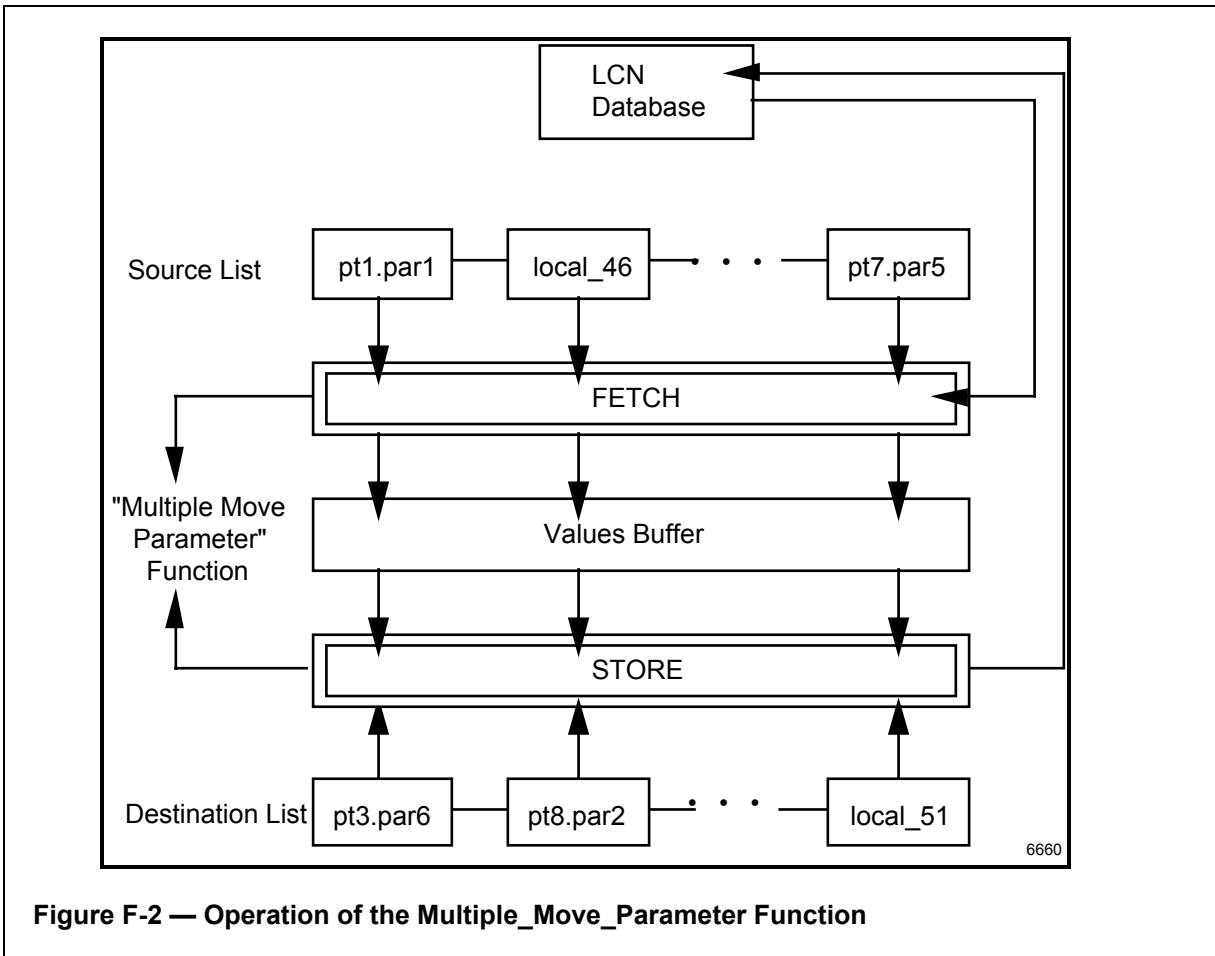 LCN
Database
Source List
pt1.par1
local_46
• • •
pt7.par5
FETCH
"Multiple Move
Parameter"
Function
Values Buffer
STORE
Destination List
pt3.par6
pt8.par2
• • •
local_51
6660
Figure F-2 — Operation of the Multiple_Move_Parameter Function